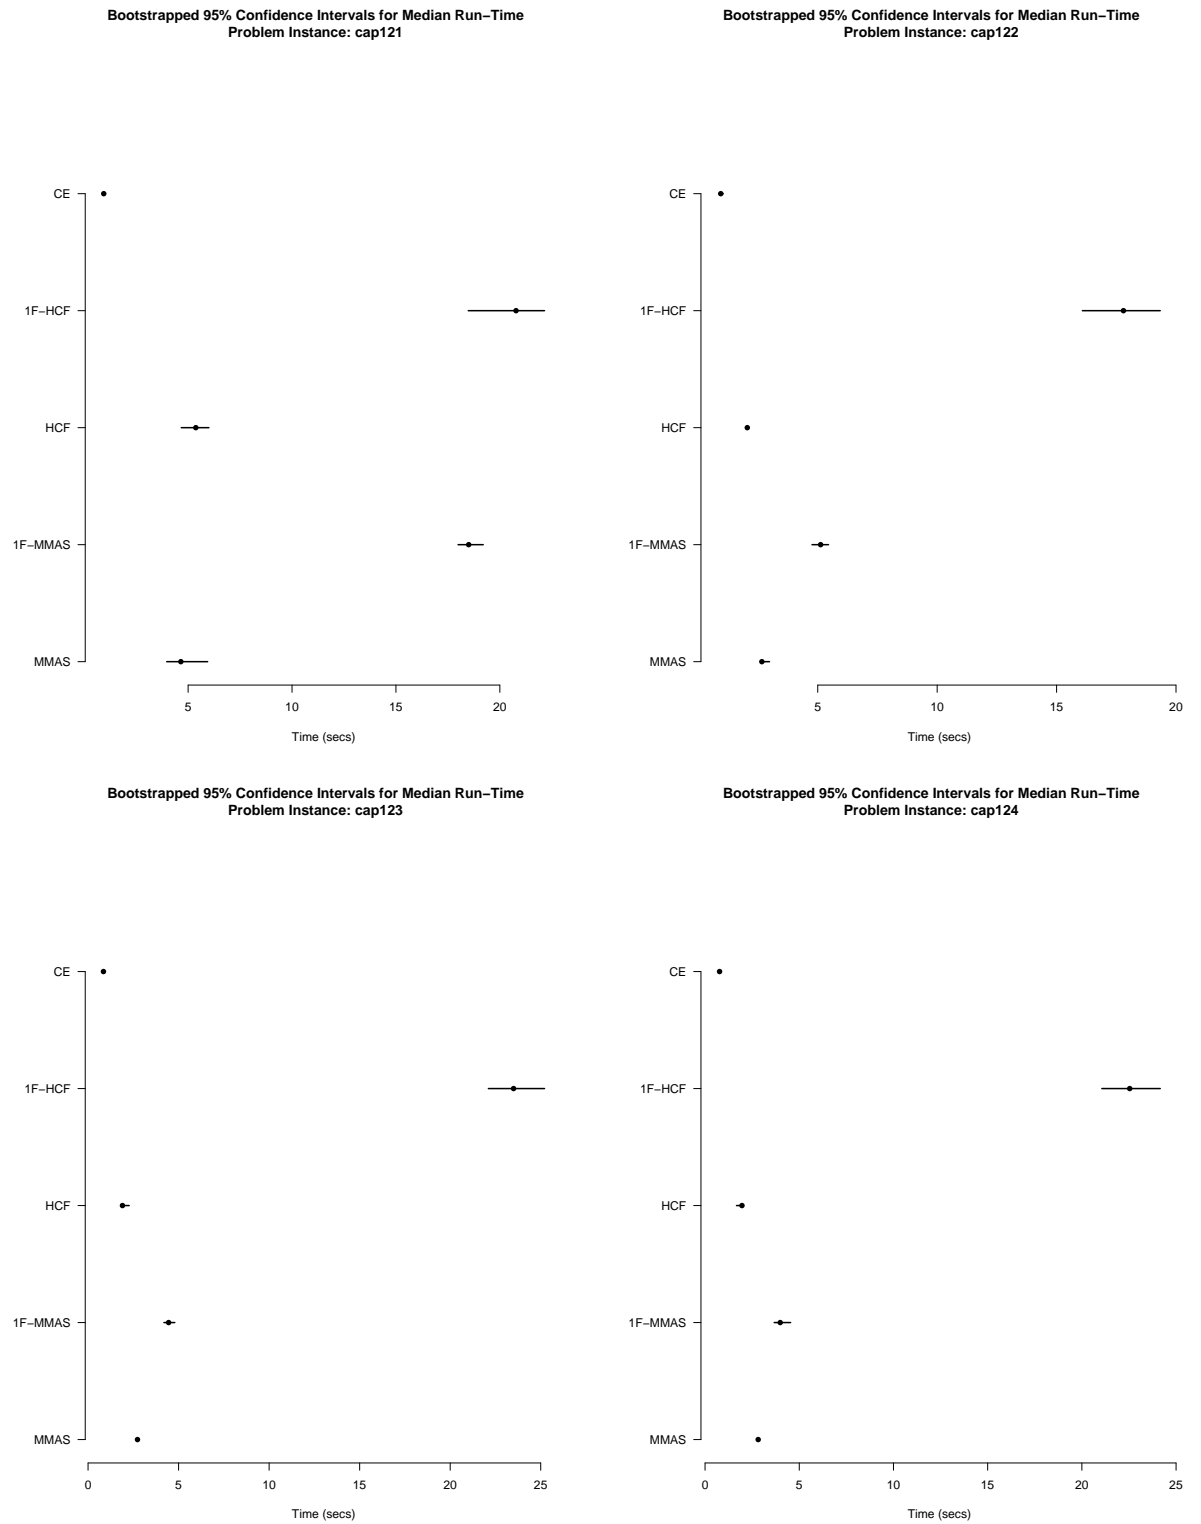 Bootstrapped 95% Confidence Intervals for Median Run−Time
Problem Instance: cap121
CE
1F−HCF
HCF
1F−MMAS
MMAS
5 10 15 20
Time (secs)
Bootstrapped 95% Confidence Intervals for Median Run−Time
Problem Instance: cap122
CE
1F−HCF
HCF
1F−MMAS
MMAS
5 10 15 20
Time (secs)
Bootstrapped 95% Confidence Intervals for Median Run−Time
Problem Instance: cap123
CE
1F−HCF
HCF
1F−MMAS
MMAS
0 5 10 15 20 25
Time (secs)
Bootstrapped 95% Confidence Intervals for Median Run−Time
Problem Instance: cap124
CE
1F−HCF
HCF
1F−MMAS
MMAS
0 5 10 15 20 25
Time (secs)